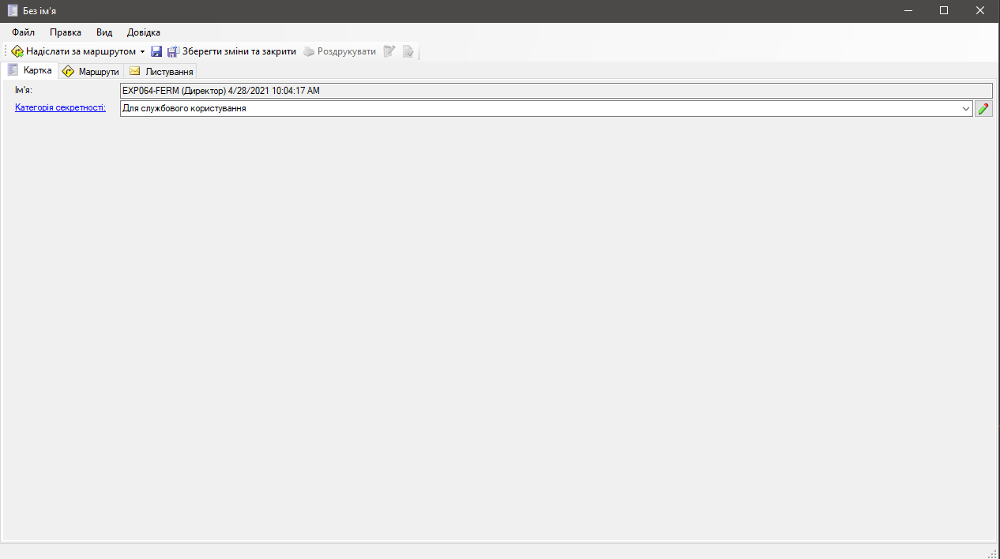 Без ім'я
Файл Правка Вид Довідка
Надіслати за маршрутом Зберегти зміни та закрити Роздрукувати
Картка Маршрути Листування
Ім'я: EXP064-FERM (Директор) 4/28/2021 10:04:17 AM
Категорія секретності: Для службового користування